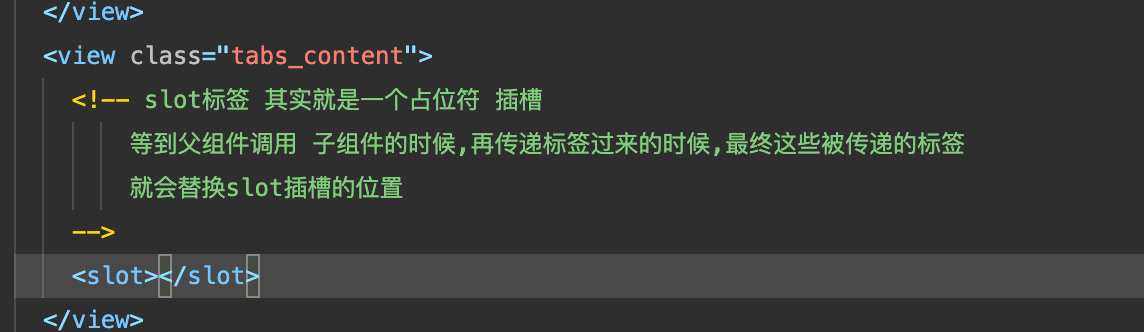 </view>
<view class="tabs_content">
<!-- slot标签 其实就是一个占位符 插槽
等到父组件调用 子组件的时候,再传递标签过来的时候,最终这些被传递的标签
就会替换slot插槽的位置
-->
<slot></slot>
</view>